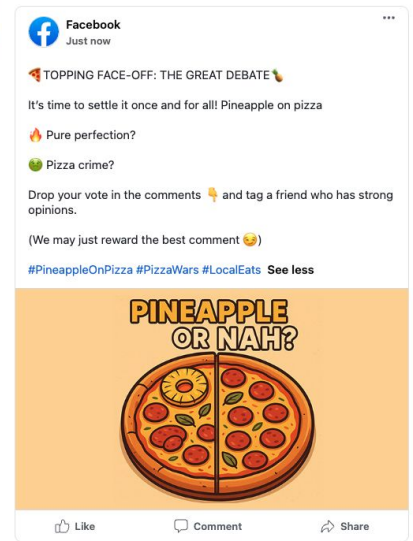 Facebook
Just now
🍕TOPPING FACE-OFF: THE GREAT DEBATE🍍
It's time to settle it once and for all! Pineapple on pizza
🔥 Pure perfection?
🤢 Pizza crime?
Drop your vote in the comments 👇 and tag a friend who has strong
opinions.
(We may just reward the best comment 😏)
#PineappleOnPizza #PizzaWars #LocalEats See less
PINEAPPLE
OR NAH?
Like Comment Share